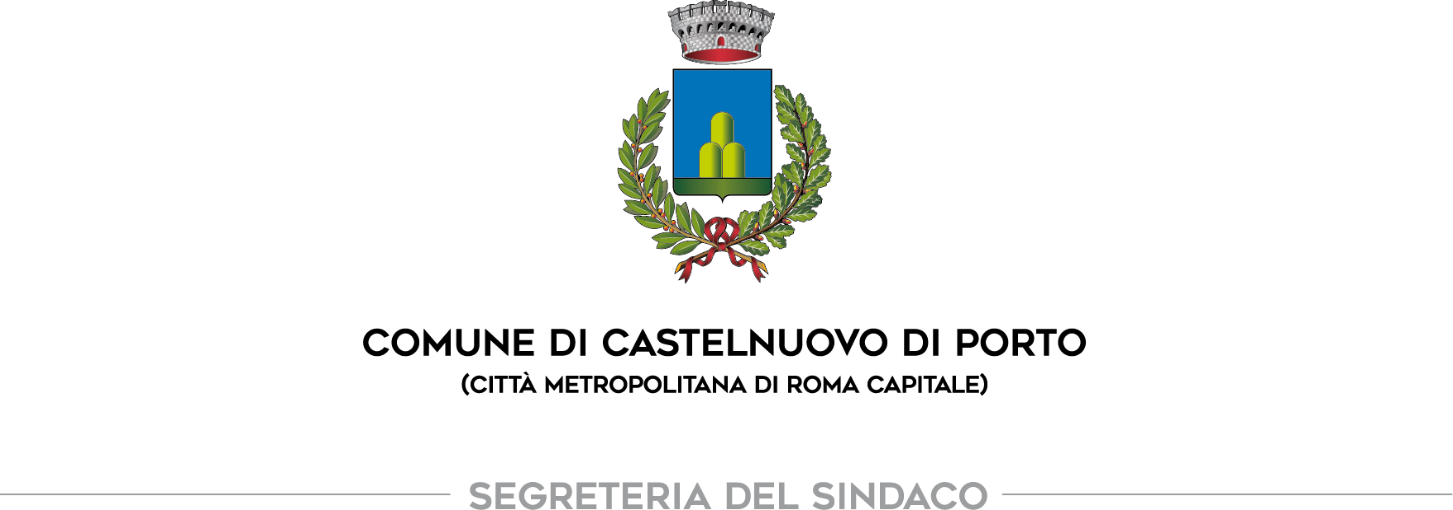 COMUNE DI CASTELNUOVO DI PORTO
(CITTÀ METROPOLITANA DI ROMA CAPITALE)
SEGRETERIA DEL SINDACO